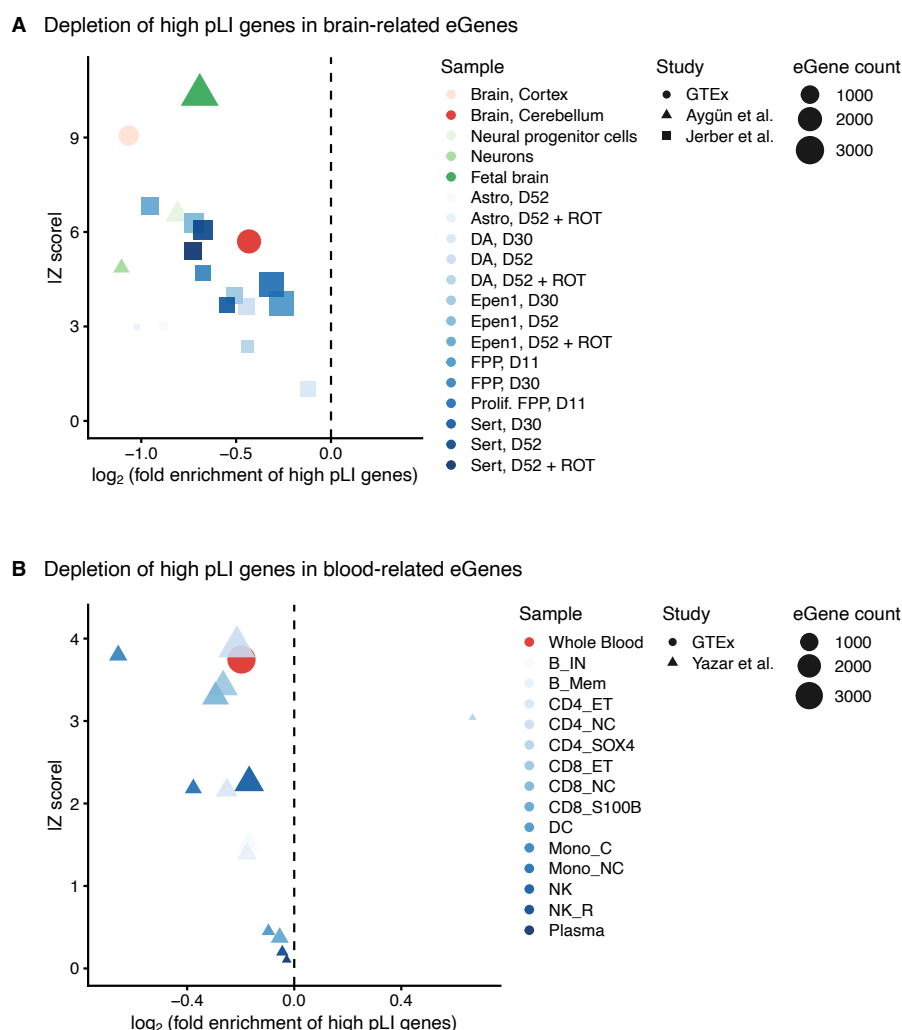 A Depletion of high pLI genes in brain-related eGenes
9
6
3
0
IZ scorel
−1.0 −0.5 0.0
log2 (fold enrichment of high pLI genes)
Sample
Brain, Cortex
Brain, Cerebellum
Neural progenitor cells
Neurons
Fetal brain
Astro, D52
Astro, D52 + ROT
DA, D30
DA, D52
DA, D52 + ROT
Epen1, D30
Epen1, D52
Epen1, D52 + ROT
FPP, D11
FPP, D30
Prolif. FPP, D11
Sert, D30
Sert, D52
Sert, D52 + ROT
Study
GTEx
Aygün et al.
Jerber et al.
eGene count
1000
2000
3000
B Depletion of high pLI genes in blood-related eGenes
4
3
2
1
0
IZ scorel
−0.4 0.0 0.4
log2 (fold enrichment of high pLI genes)
Sample
Whole Blood
B_IN
B_Mem
CD4_ET
CD4_NC
CD4_SOX4
CD8_ET
CD8_NC
CD8_S100B
DC
Mono_C
Mono_NC
NK
NK_R
Plasma
Study
GTEx
Yazar et al.
eGene count
1000
2000
3000